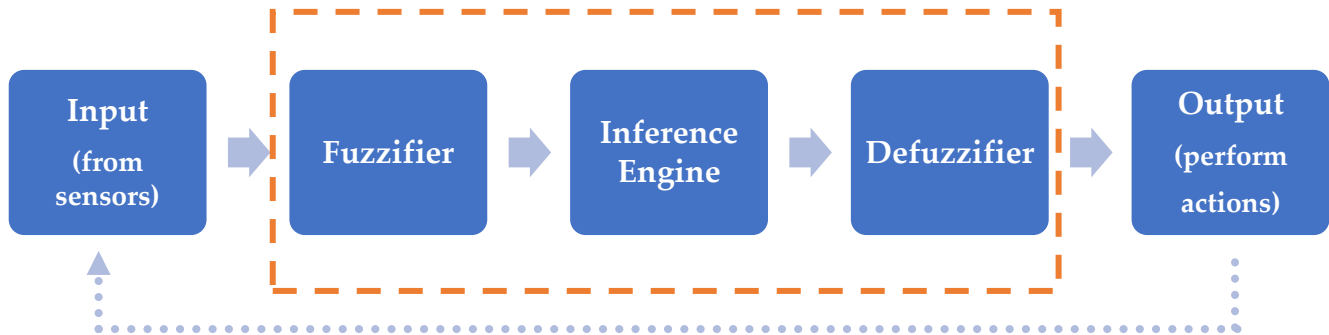 Input
(from
sensors)
Fuzzifier
Inference
Engine
Defuzzifier
Output
(perform
actions)